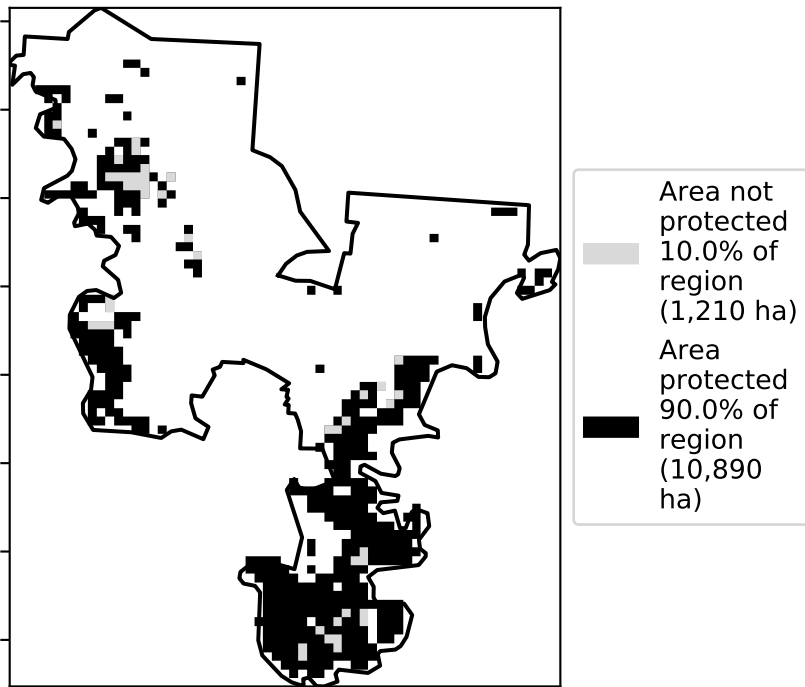 Area not
protected
10.0% of
region
(1,210 ha)
Area
protected
90.0% of
region
(10,890
ha)